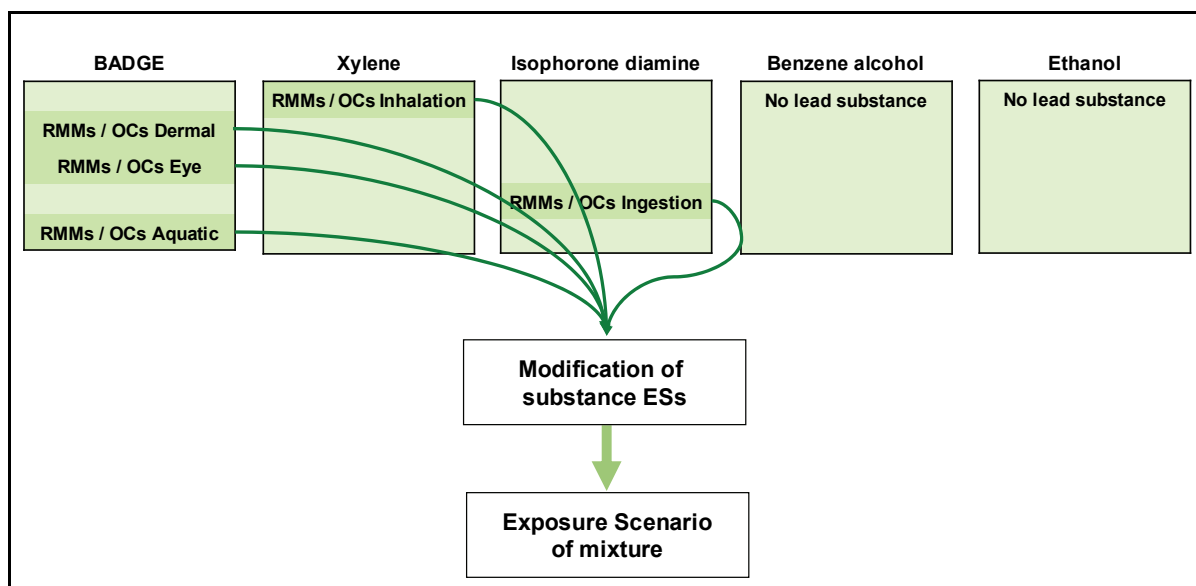 BADGE
RMMs / OCs Dermal
RMMs / OCs Eye
RMMs / OCs Aquatic
Xylene
RMMs / OCs Inhalation
Isophorone diamine
RMMs / OCs Ingestion
Benzene alcohol
No lead substance
Ethanol
No lead substance
Modification of
substance ESs
Exposure Scenario
of mixture